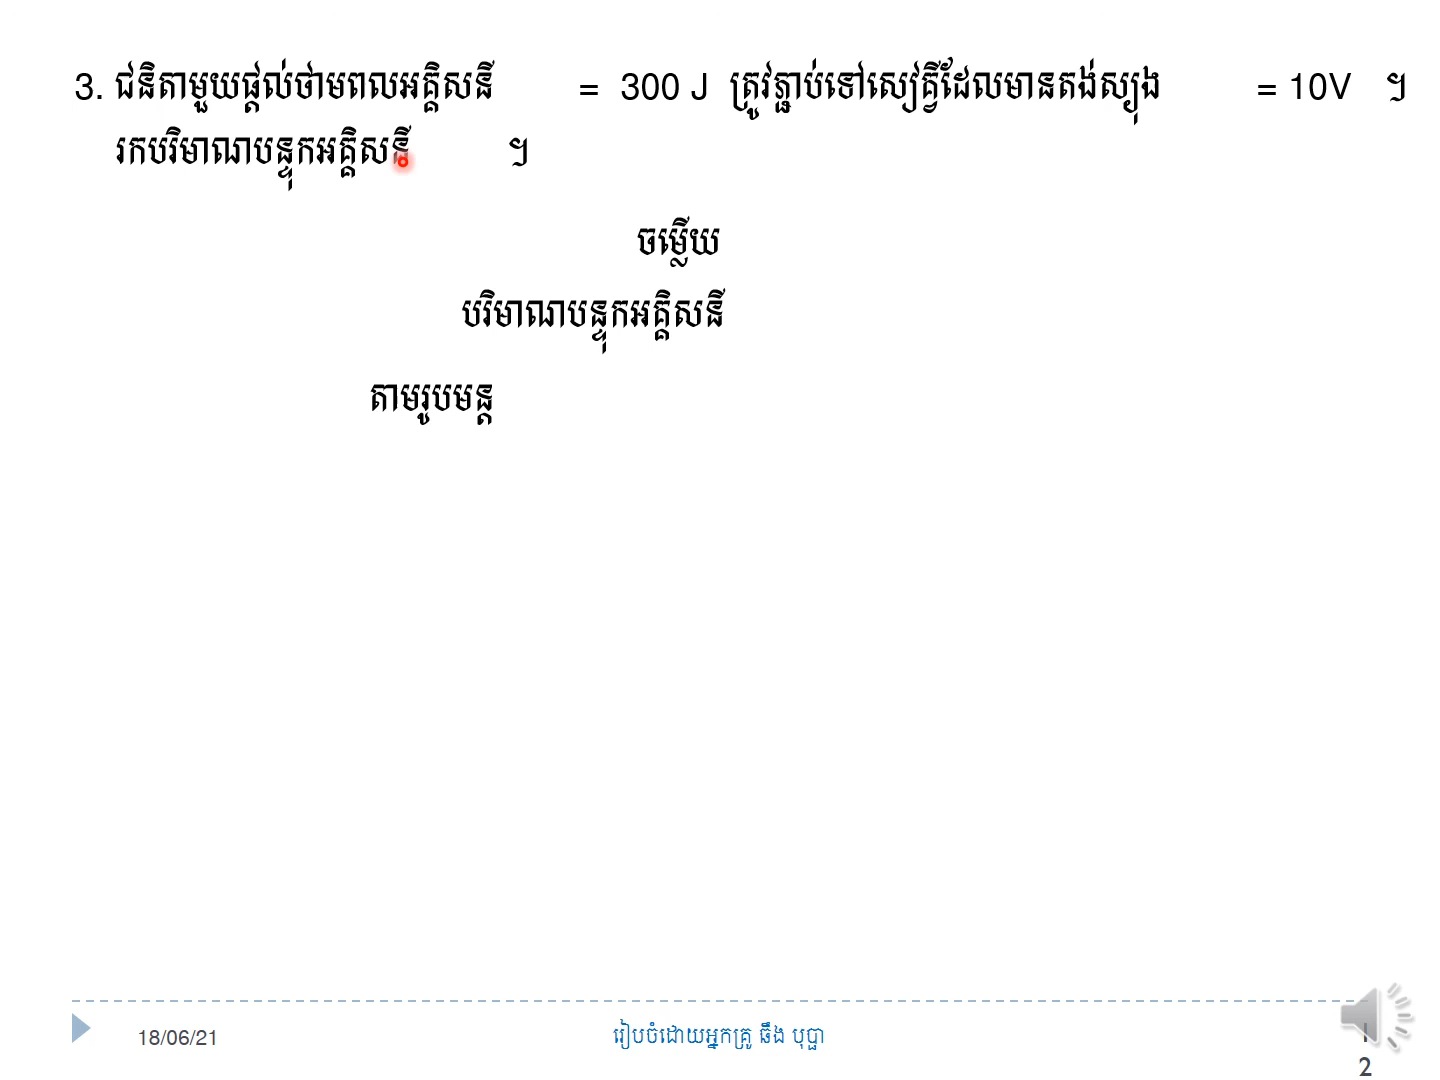 3. ជនិតាមួយផ្តល់ថាមពលអគ្គិសនី = 300 J ត្រូវភ្ជាប់ទៅសៀគ្វីដែលមានតង់ស្យុង = 10V ។
រកបរិមាណបន្ទុកអគ្គិសនី ។
ចម្លើយ
បរិមាណបន្ទុកអគ្គិសនី
តាមរូបមន្ត
18/06/21
រៀបចំដោយអ្នកគ្រូ ឆឹង បុប្ផា
12